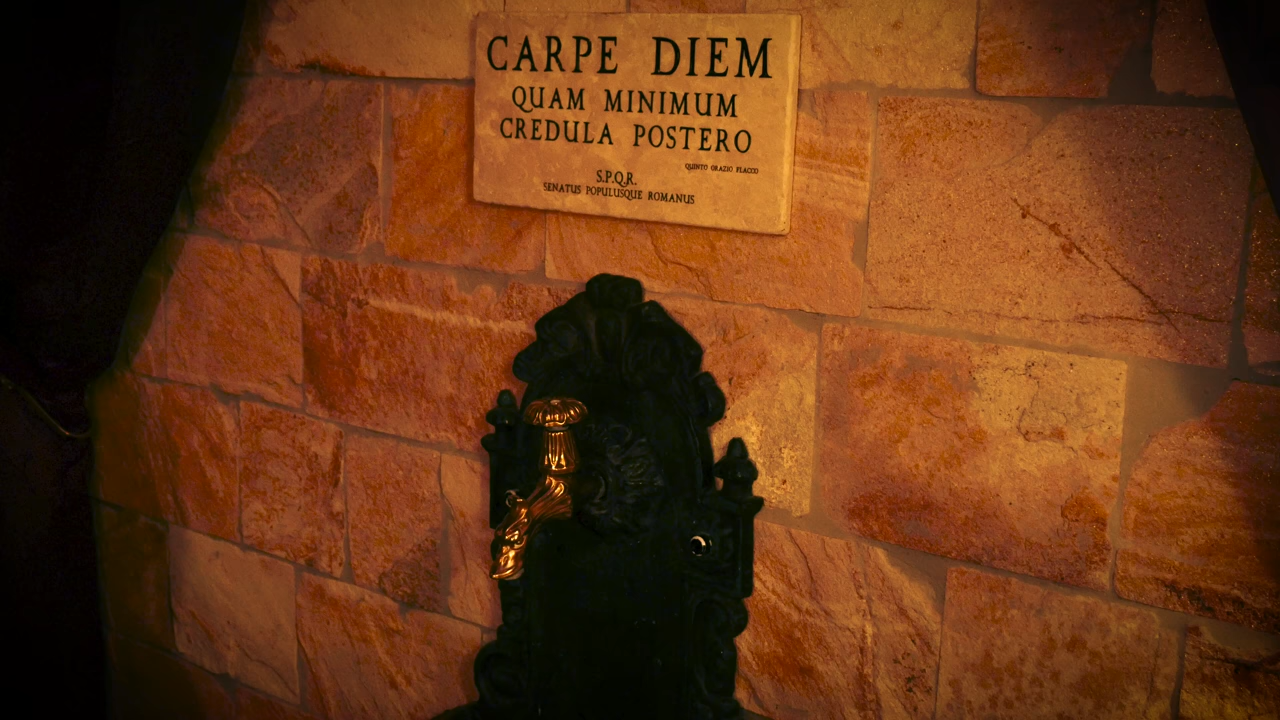 CARPE DIEM
QUAM MINIMUM
CREDULA POSTERO
QUINTO ORAZIO FLACCO
S.P.Q.R.
SENATUS POPULUSQUE ROMANUS